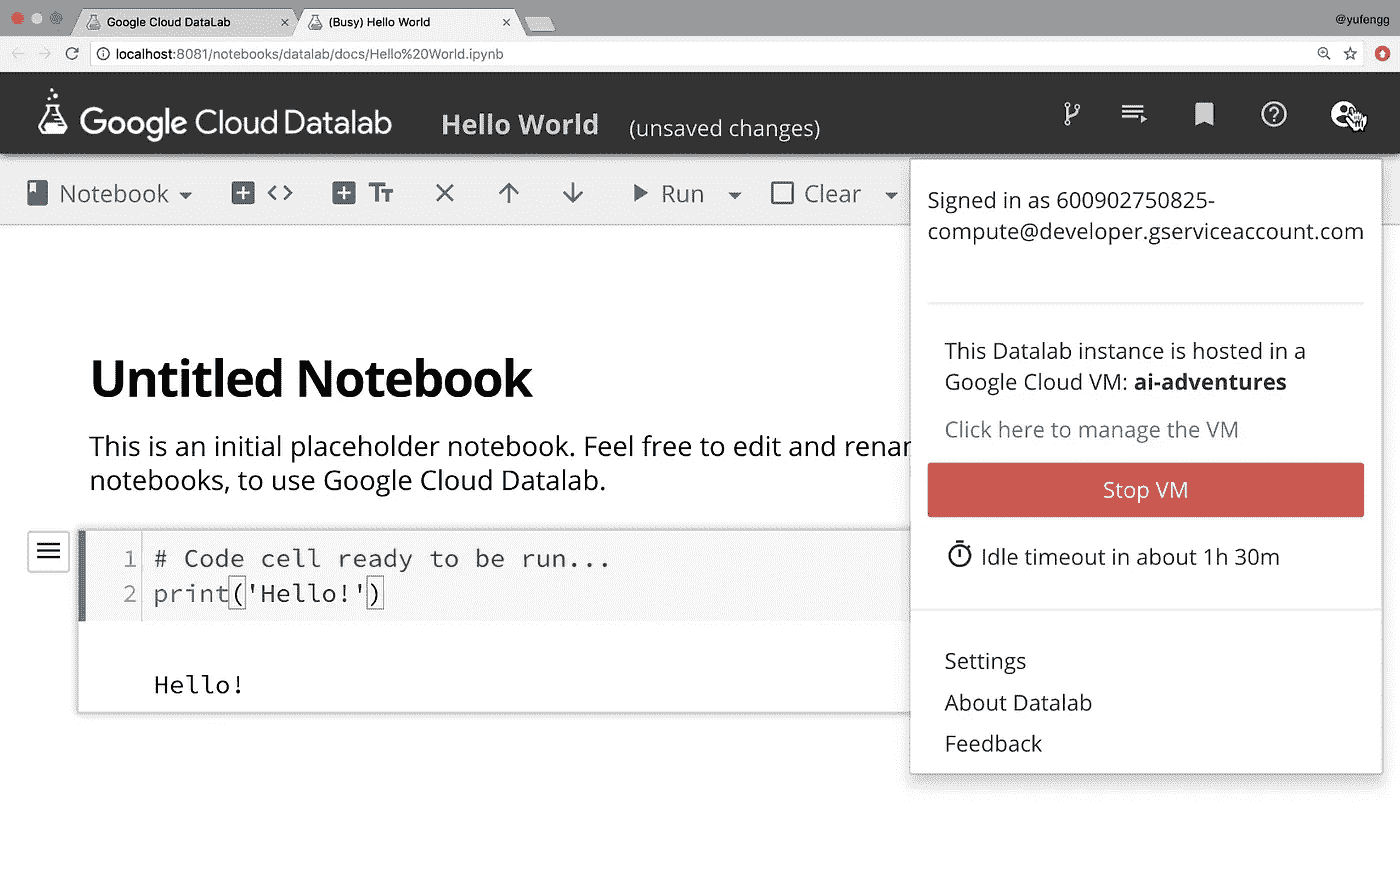 Google Cloud DataLab
(Busy) Hello World
@yufengg
localhost:8081/notebooks/datalab/docs/Hello%20World.ipynb
Google Cloud Datalab
Hello World
(unsaved changes)
Notebook
Run
Clear
Signed in as 600902750825-
compute@developer.gserviceaccount.com
This Datalab instance is hosted in a
Google Cloud VM: ai-adventures
Click here to manage the VM
Stop VM
Idle timeout in about 1h 30m
Settings
About Datalab
Feedback
Untitled Notebook
This is an initial placeholder notebook. Feel free to edit and renam
notebooks, to use Google Cloud Datalab.
1 # Code cell ready to be run...
2 print('Hello!')
Hello!